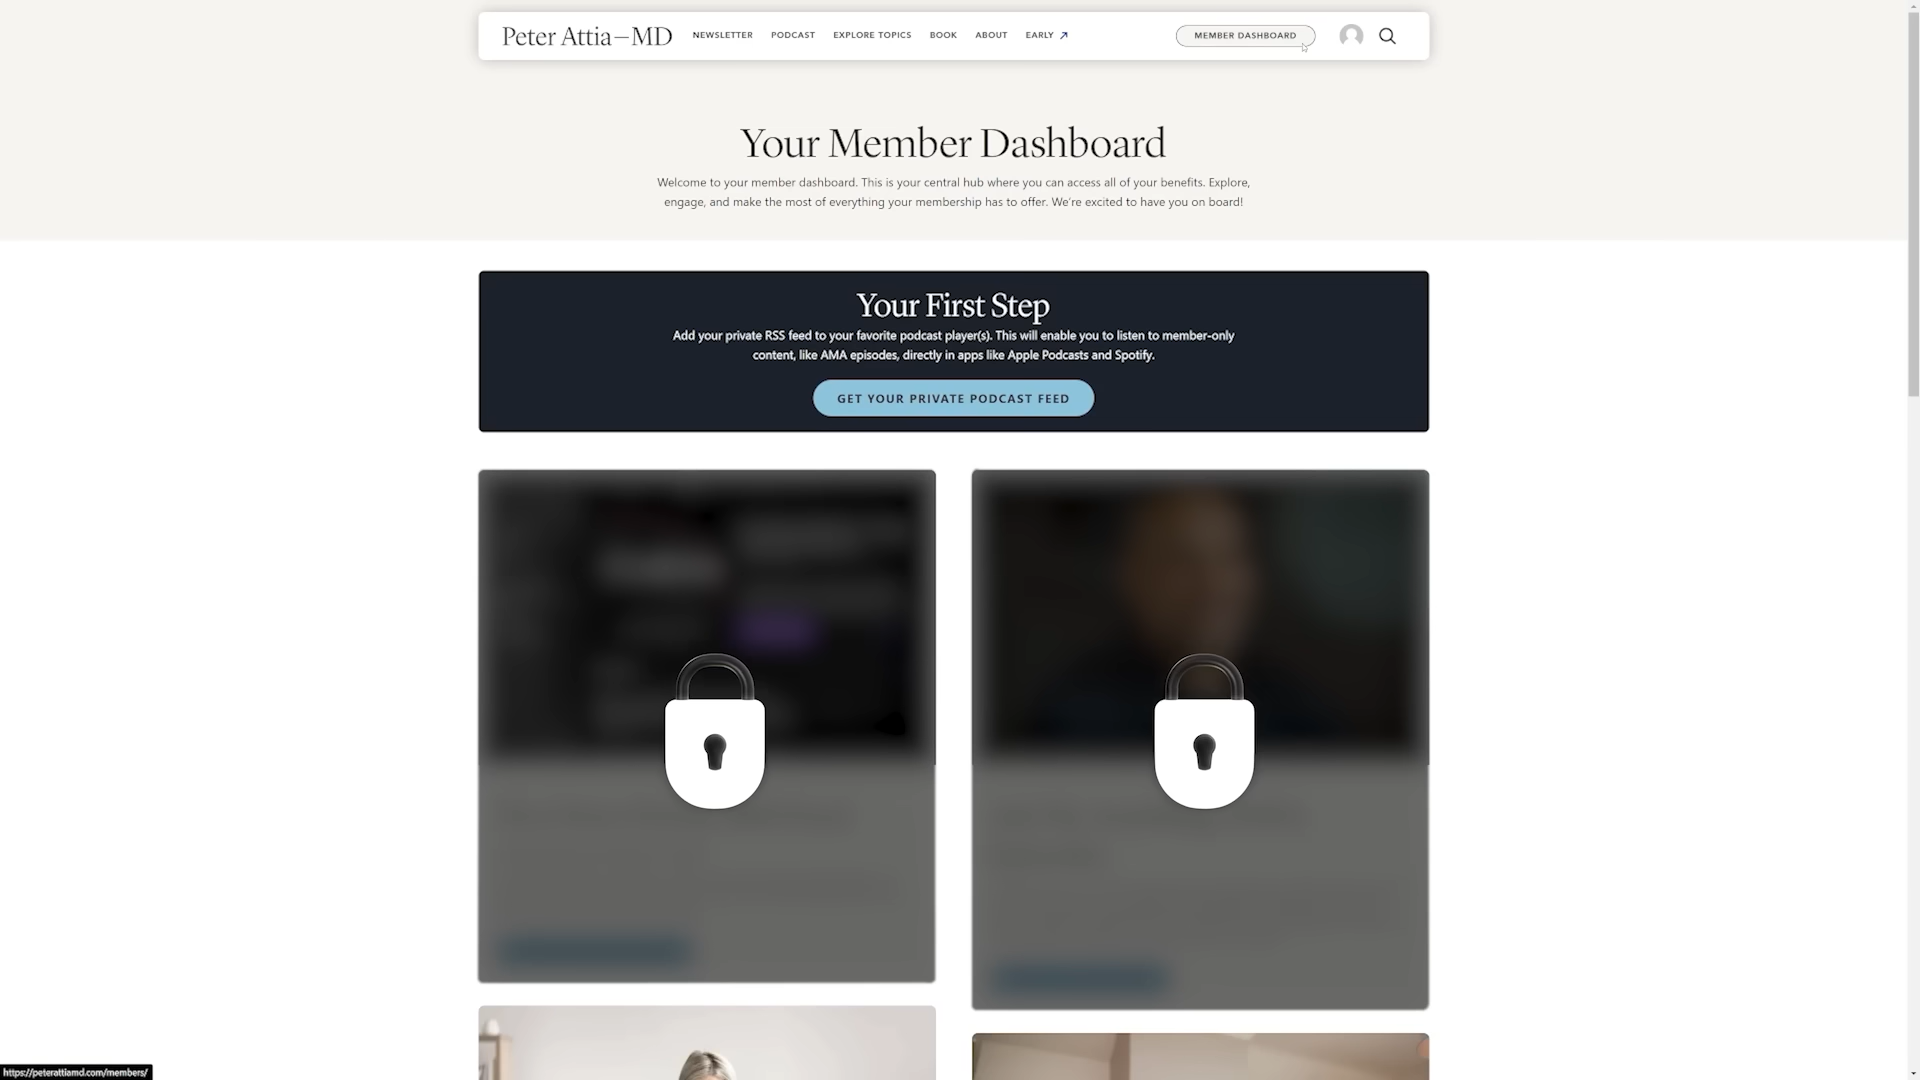 Peter Attia—MD NEWSLETTER PODCAST EXPLORE TOPICS BOOK ABOUT EARLY MEMBER DASHBOARD
Your Member Dashboard
Welcome to your member dashboard. This is your central hub where you can access all of your benefits. Explore,
engage, and make the most of everything your membership has to offer. We're excited to have you on board!
Your First Step
Add your private RSS feed to your favorite podcast player(s). This will enable you to listen to member-only
content, like AMA episodes, directly in apps like Apple Podcasts and Spotify.
GET YOUR PRIVATE PODCAST FEED
https://peterattiamd.com/members/